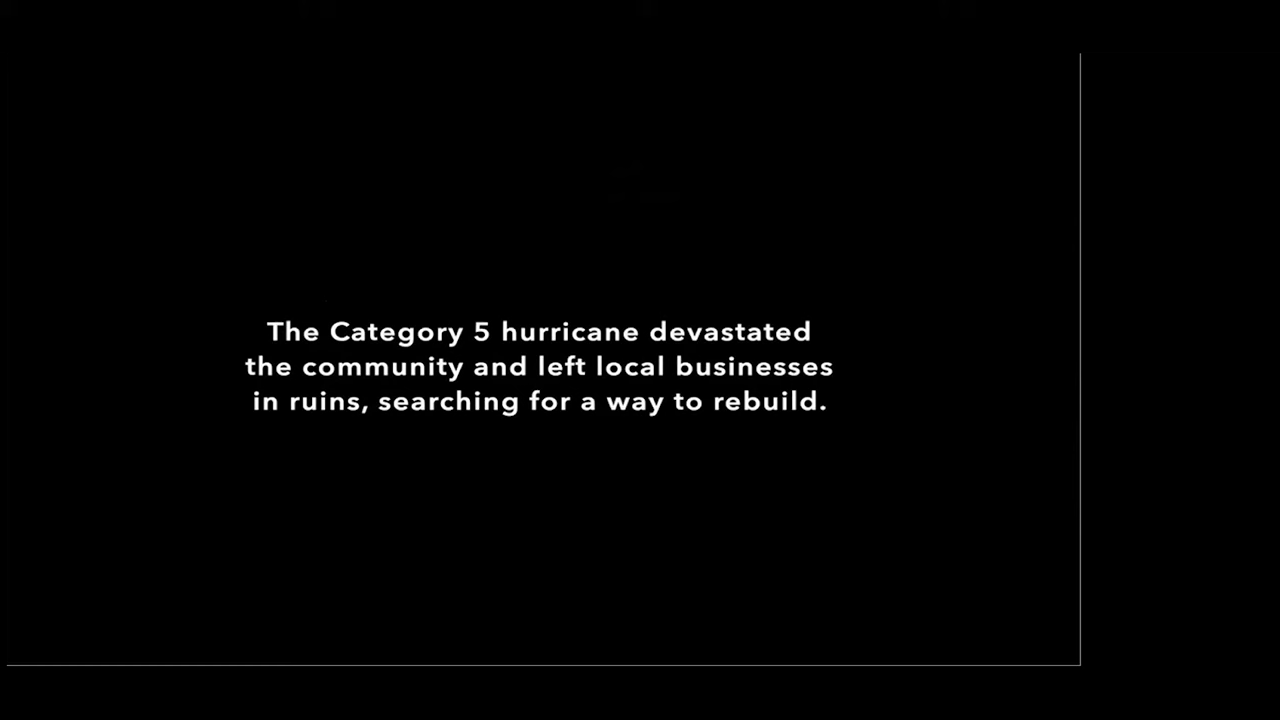 The Category 5 hurricane devastated
the community and left local businesses
in ruins, searching for a way to rebuild.